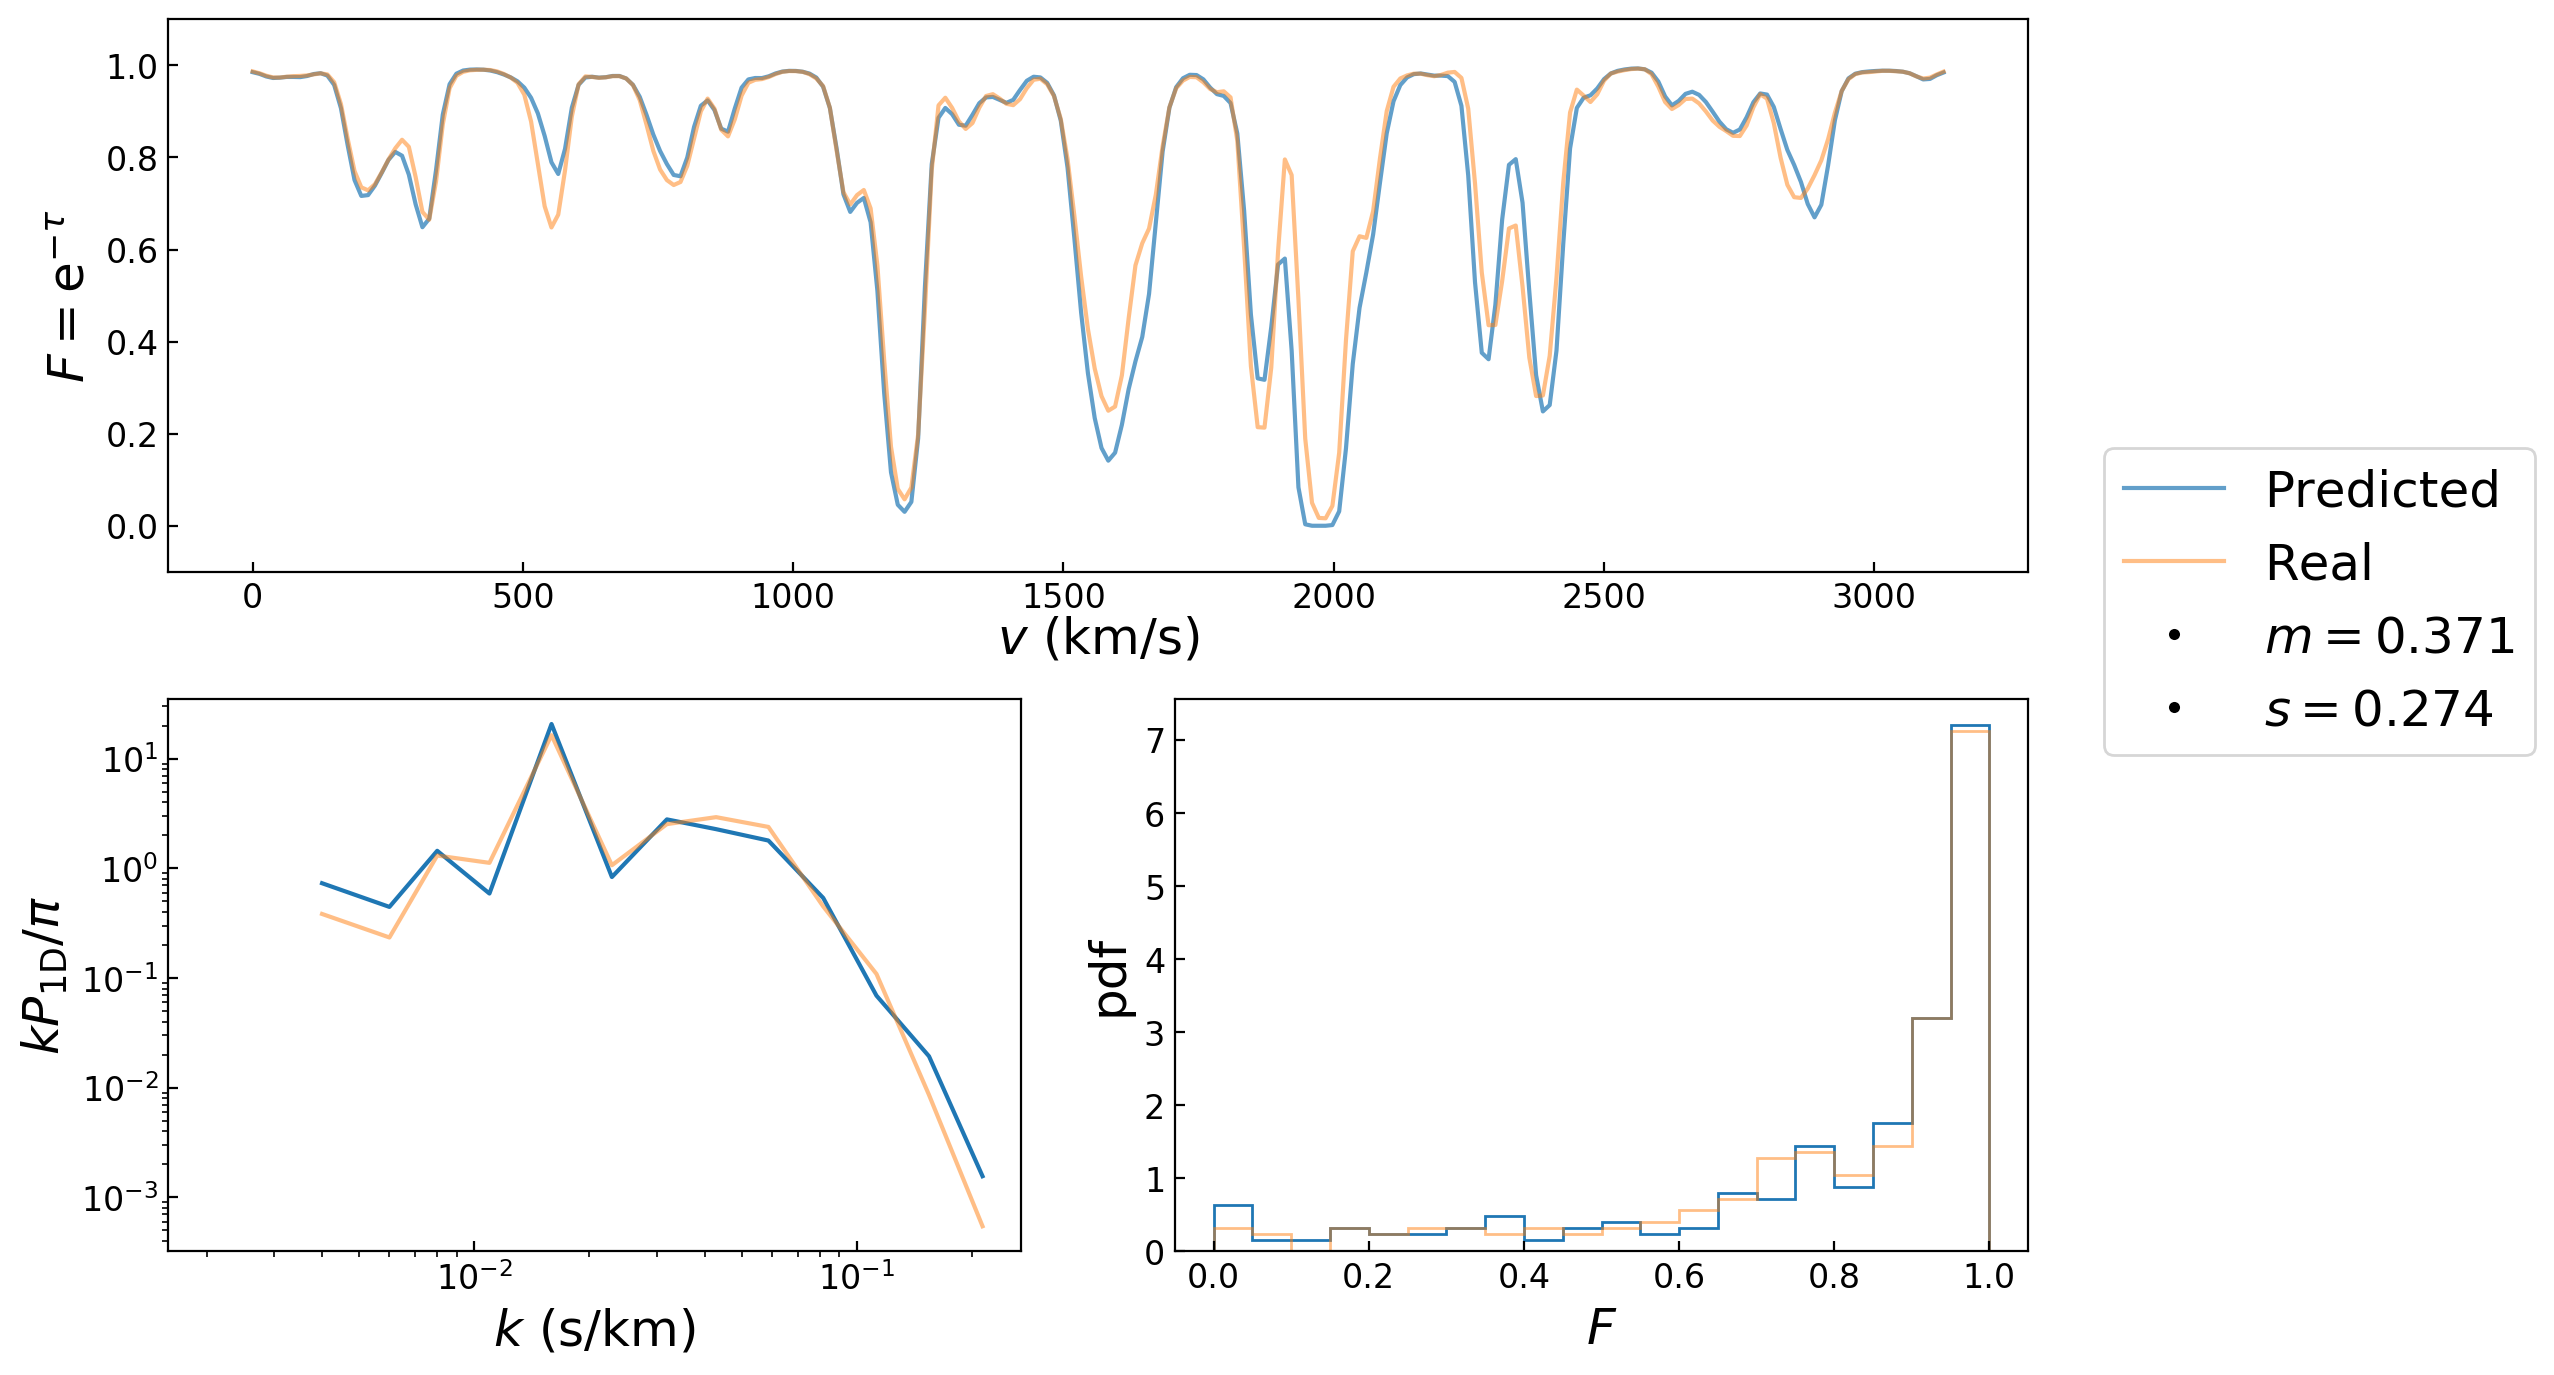 F = e^{−τ}
1.0
0.8
0.6
0.4
0.2
0.0
0 500 1000 1500 2000 2500 3000
v (km/s)
Predicted
Real
m = 0.371
s = 0.274
kP_{1D}/π
10^1
10^0
10^{−1}
10^{−2}
10^{−3}
10^{−2} 10^{−1}
k (s/km)
pdf
7
6
5
4
3
2
1
0
0.0 0.2 0.4 0.6 0.8 1.0
F